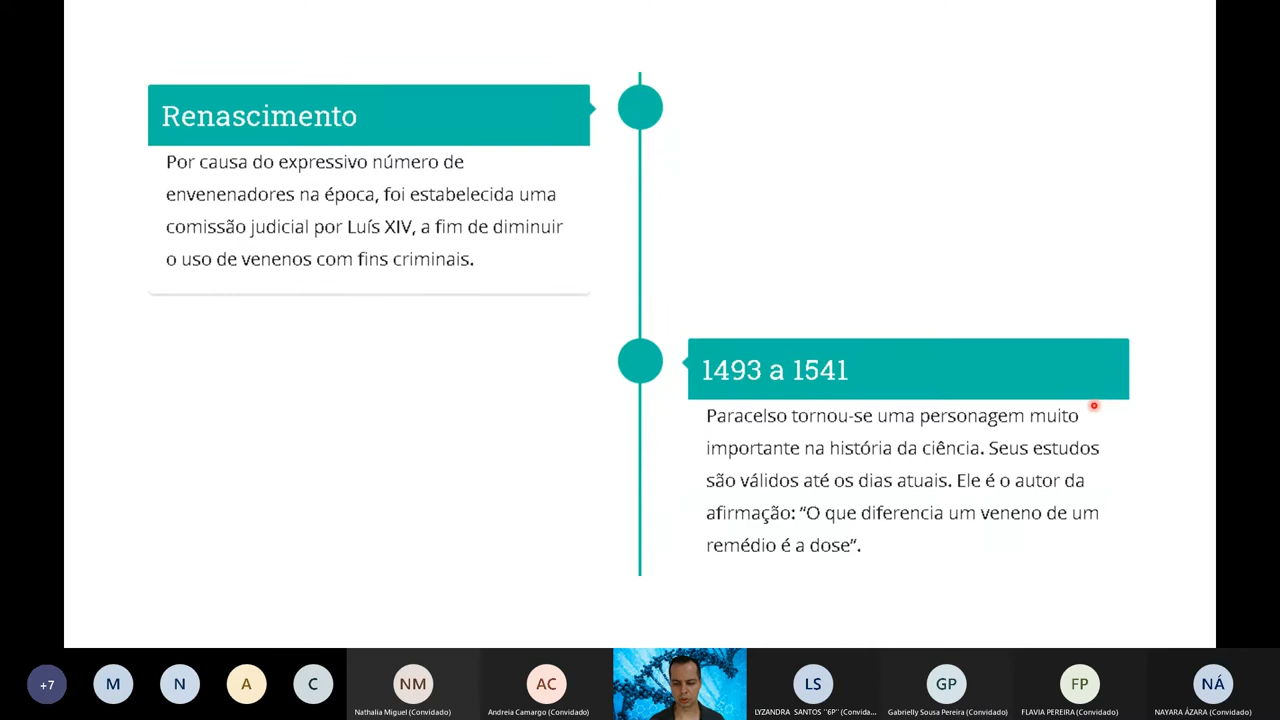 Renascimento
Por causa do expressivo número de
envenenadores na época, foi estabelecida uma
comissão judicial por Luís XIV, a fim de diminuir
o uso de venenos com fins criminais.
1493 a 1541
Paracelso tornou-se uma personagem muito
importante na história da ciência. Seus estudos
são válidos até os dias atuais. Ele é o autor da
afirmação: “O que diferencia um veneno de um
remédio é a dose”.
+7
M
N
A
C
NM
AC
LS
GP
FP
NÁ
Nathalia Miguel (Convidado)
Andreia Camargo (Convidado)
LYZANDRA SANTOS "6P" (Convida...
Gabrielly Sousa Pereira (Convidado)
FLAVIA PEREIRA (Convidado)
NAYARA ÁZARA (Convidado)